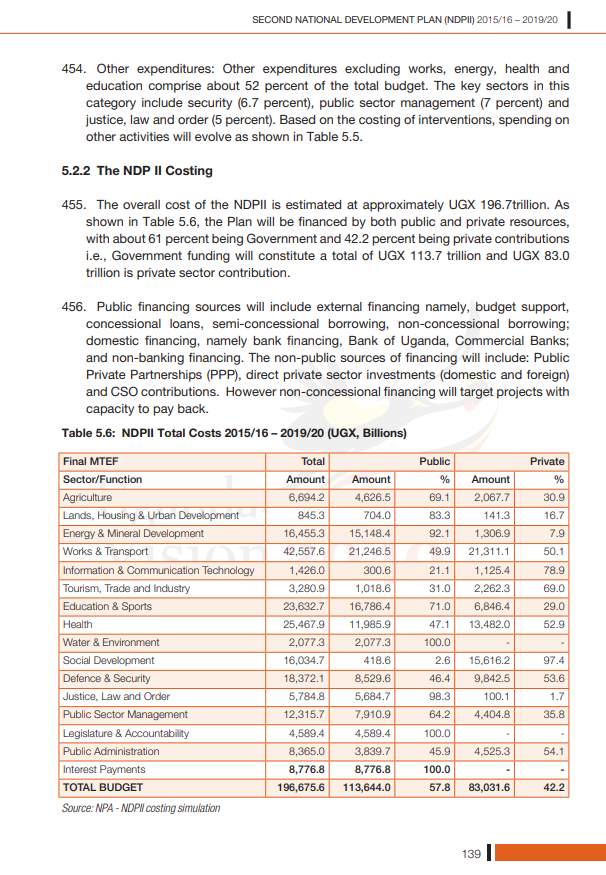 SECOND NATIONAL DEVELOPMENT PLAN (NDPII) 2015/16 – 2019/20
454. Other expenditures: Other expenditures excluding works, energy, health and
education comprise about 52 percent of the total budget. The key sectors in this
category include security (6.7 percent), public sector management (7 percent) and
justice, law and order (5 percent). Based on the costing of interventions, spending on
other activities will evolve as shown in Table 5.5.
5.2.2 The NDP II Costing
455. The overall cost of the NDPII is estimated at approximately UGX 196.7trillion. As
shown in Table 5.6, the Plan will be financed by both public and private resources,
with about 61 percent being Government and 42.2 percent being private contributions
i.e., Government funding will constitute a total of UGX 113.7 trillion and UGX 83.0
trillion is private sector contribution.
456. Public financing sources will include external financing namely, budget support,
concessional loans, semi-concessional borrowing, non-concessional borrowing;
domestic financing, namely bank financing, Bank of Uganda, Commercial Banks;
and non-banking financing. The non-public sources of financing will include: Public
Private Partnerships (PPP), direct private sector investments (domestic and foreign)
and CSO contributions. However non-concessional financing will target projects with
capacity to pay back.
Table 5.6: NDPII Total Costs 2015/16 – 2019/20 (UGX, Billions)
Final MTEF Total Public Private
Sector/Function Amount Amount % Amount %
Agriculture 6,694.2 4,626.5 69.1 2,067.7 30.9
Lands, Housing & Urban Development 845.3 704.0 83.3 141.3 16.7
Energy & Mineral Development 16,455.3 15,148.4 92.1 1,306.9 7.9
Works & Transport 42,557.6 21,246.5 49.9 21,311.1 50.1
Information & Communication Technology 1,426.0 300.6 21.1 1,125.4 78.9
Tourism, Trade and Industry 3,280.9 1,018.6 31.0 2,262.3 69.0
Education & Sports 23,632.7 16,786.4 71.0 6,846.4 29.0
Health 25,467.9 11,985.9 47.1 13,482.0 52.9
Water & Environment 2,077.3 2,077.3 100.0 - -
Social Development 16,034.7 418.6 2.6 15,616.2 97.4
Defence & Security 18,372.1 8,529.6 46.4 9,842.5 53.6
Justice, Law and Order 5,784.8 5,684.7 98.3 100.1 1.7
Public Sector Management 12,315.7 7,910.9 64.2 4,404.8 35.8
Legislature & Accountability 4,589.4 4,589.4 100.0 - -
Public Administration 8,365.0 3,839.7 45.9 4,525.3 54.1
Interest Payments 8,776.8 8,776.8 100.0 - -
TOTAL BUDGET 196,675.6 113,644.0 57.8 83,031.6 42.2
Source: NPA - NDPII costing simulation
139